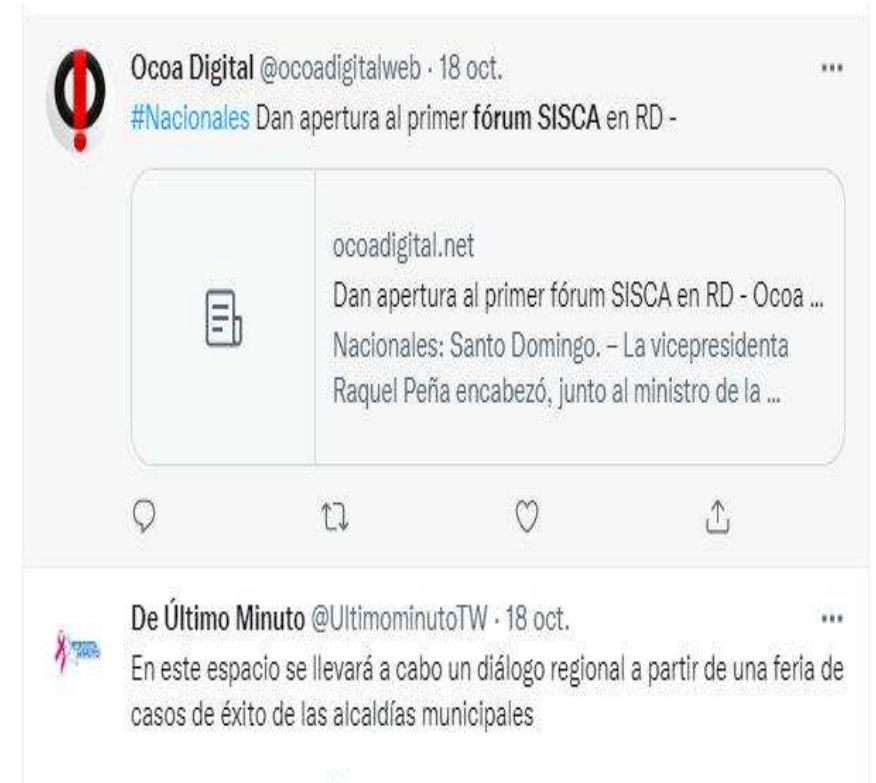 Ocoa Digital @ocoadigitalweb · 18 oct.
#Nacionales Dan apertura al primer fórum SISCA en RD -
ocoadigital.net
Dan apertura al primer fórum SISCA en RD - Ocoa ...
Nacionales: Santo Domingo. – La vicepresidenta
Raquel Peña encabezó, junto al ministro de la ...
De Último Minuto @UltimominutoTW · 18 oct.
En este espacio se llevará a cabo un diálogo regional a partir de una feria de
casos de éxito de las alcaldías municipales